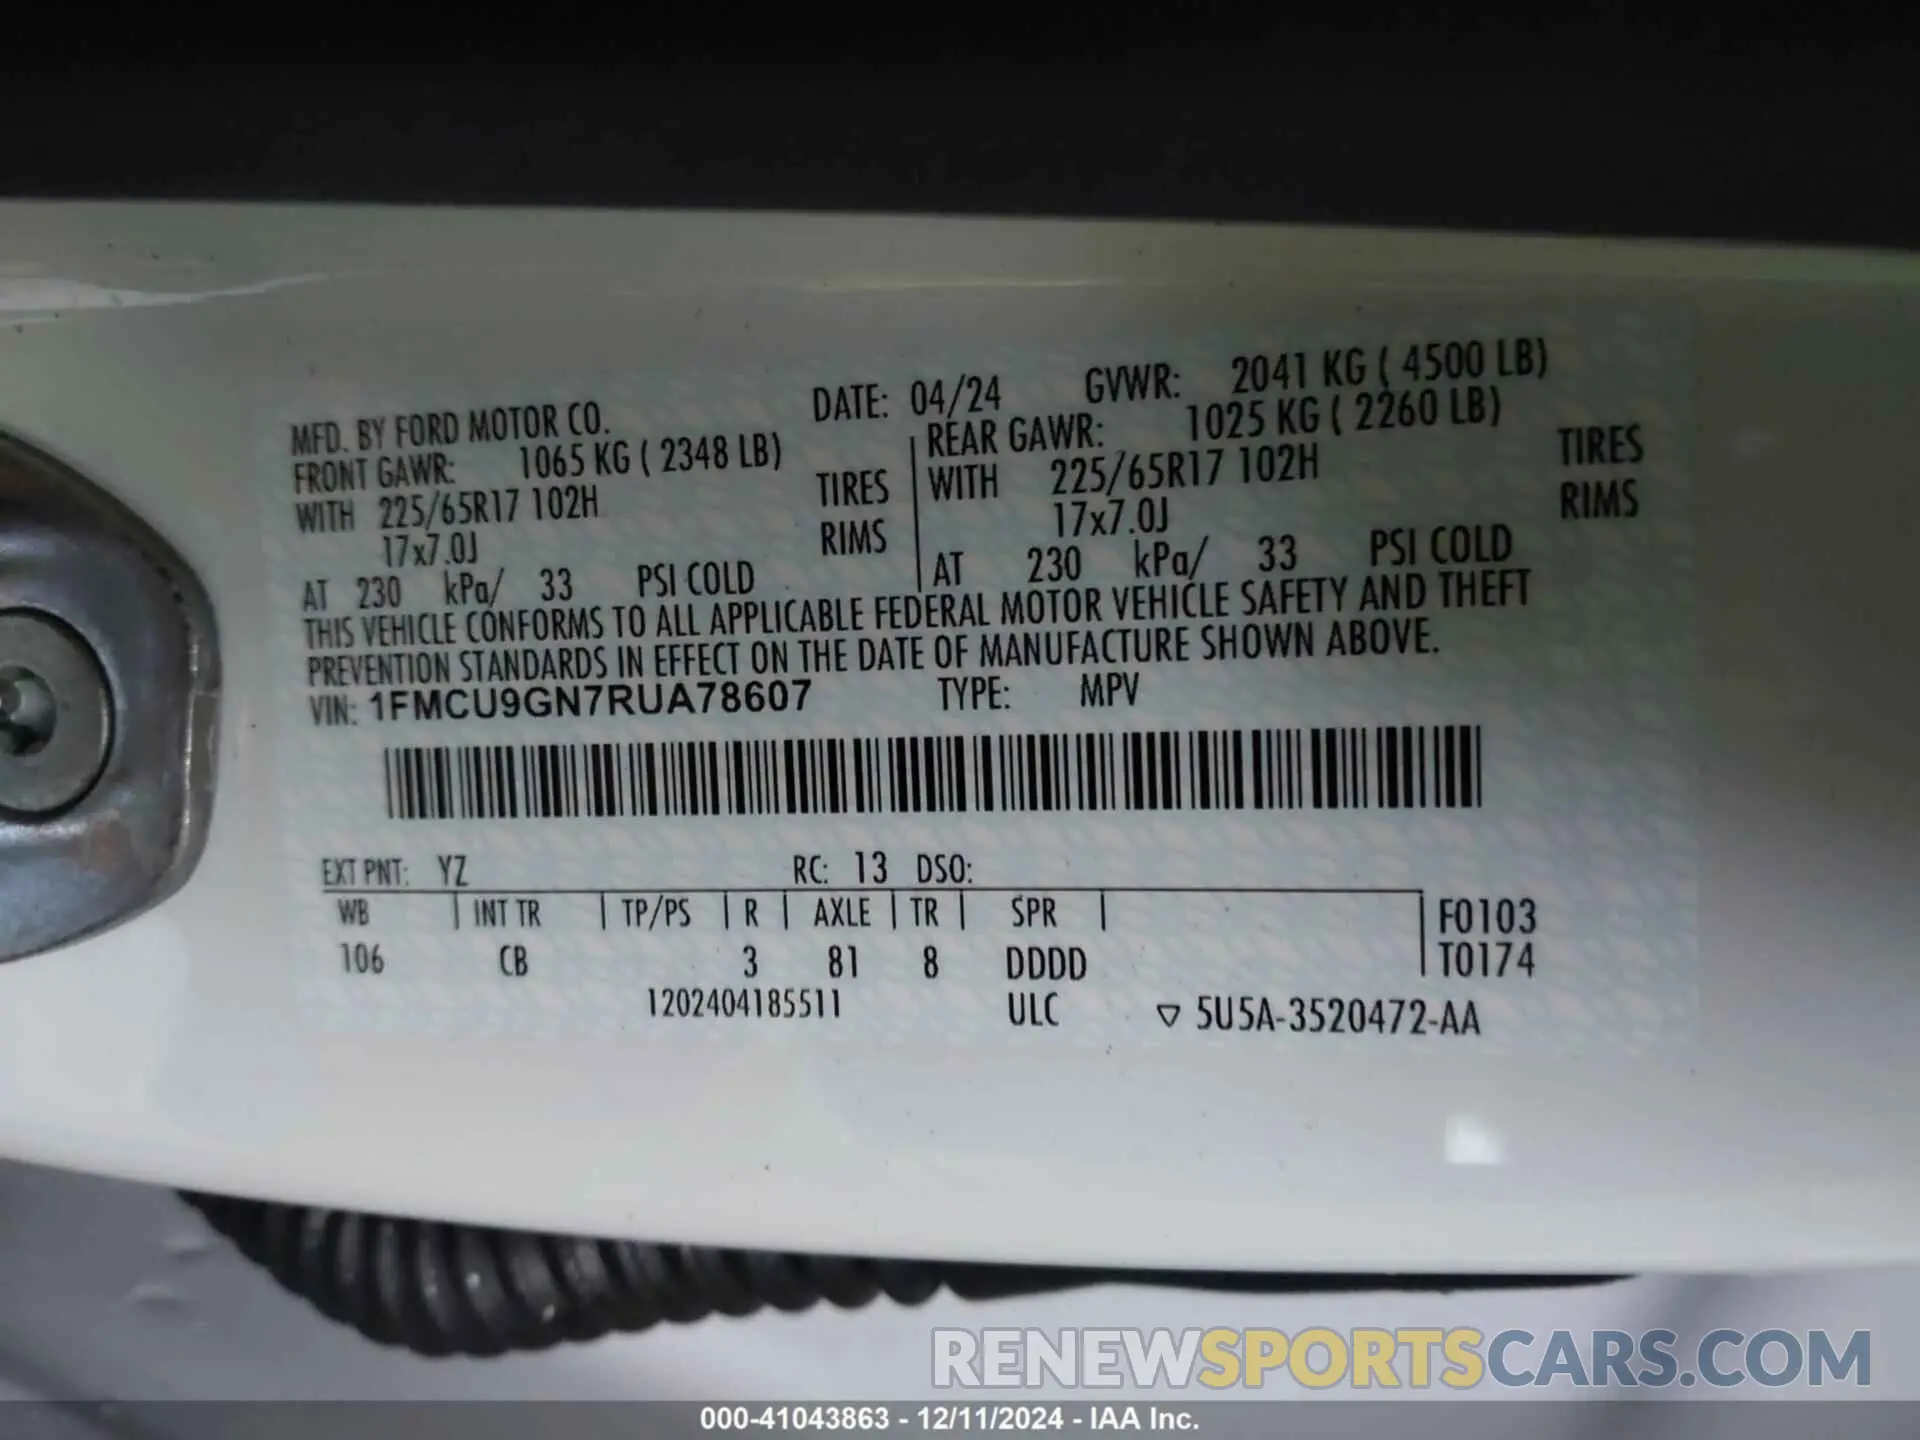 MFD. BY FORD MOTOR CO. DATE: 04/24 GVWR: 2041 KG ( 4500 LB)
FRONT GAWR: 1065 KG ( 2348 LB) REAR GAWR: 1025 KG ( 2260 LB)
WITH 225/65R17 102H TIRES WITH 225/65R17 102H TIRES
17x7.0J RIMS 17x7.0J RIMS
AT 230 kPa/ 33 PSI COLD AT 230 kPa/ 33 PSI COLD
THIS VEHICLE CONFORMS TO ALL APPLICABLE FEDERAL MOTOR VEHICLE SAFETY AND THEFT
PREVENTION STANDARDS IN EFFECT ON THE DATE OF MANUFACTURE SHOWN ABOVE.
VIN: 1FMCU9GN7RUA78607 TYPE: MPV
EXT PNT: YZ RC: 13 DSO:
WB INT TR TP/PS R AXLE TR SPR F0103
106 CB 3 81 8 DDDD T0174
1202404185511 ULC ▽ 5U5A-3520472-AA
RENEWSPORTSCARS.COM
000-41043863 - 12/11/2024 - IAA Inc.